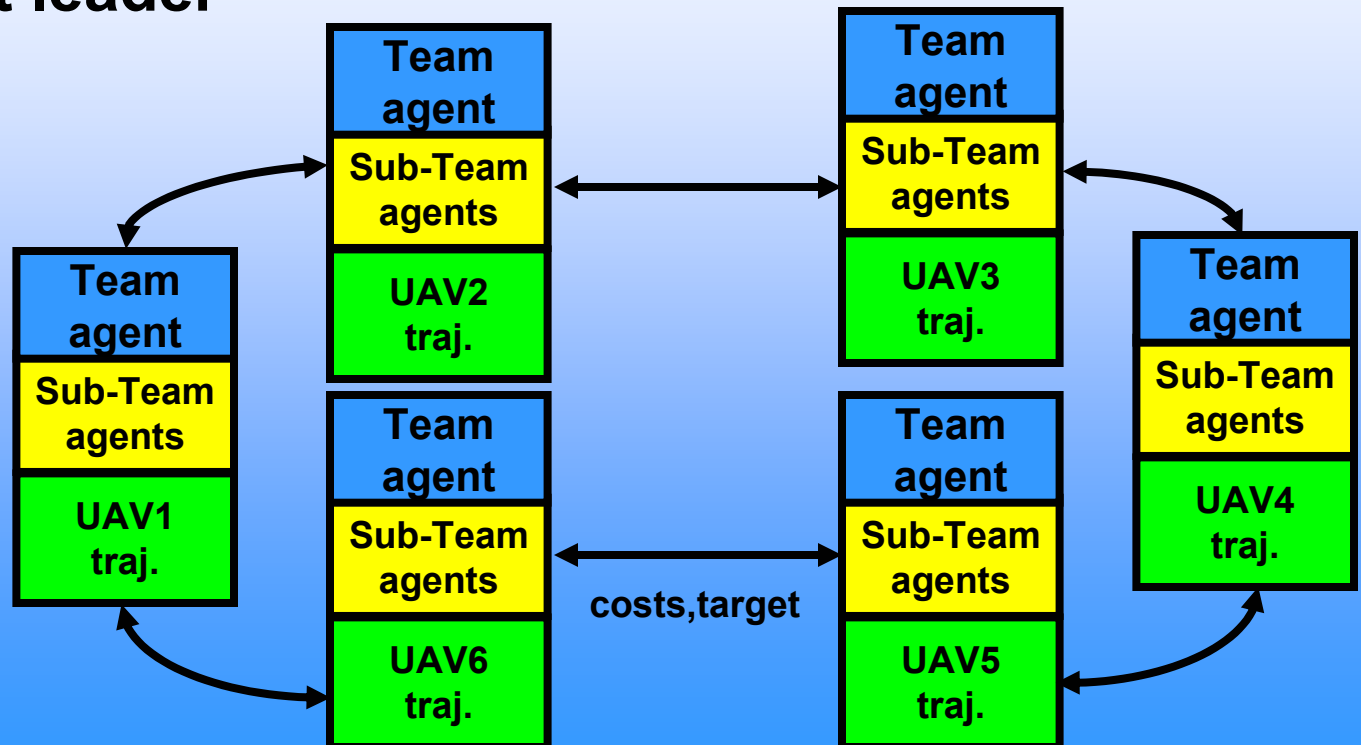 leader
Team
agent
Sub-Team
agents
UAV2
traj.
Team
agent
Sub-Team
agents
UAV3
traj.
Team
agent
Sub-Team
agents
UAV1
traj.
Team
agent
Sub-Team
agents
UAV4
traj.
Team
agent
Sub-Team
agents
UAV6
traj.
costs,target
Team
agent
Sub-Team
agents
UAV5
traj.